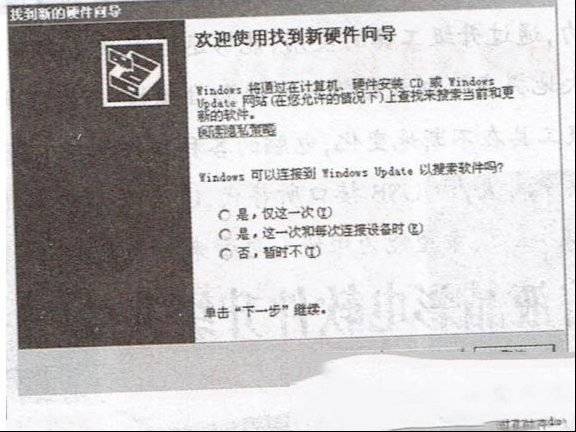 找到新的硬件向导
欢迎使用找到新硬件向导
Windows 将通过在计算机、硬件安装 CD 或 Windows
Update 网站(在您允许的情况下)上查找来搜索当前和更
新的软件。
阅读隐私策略
Windows 可以连接到 Windows Update 以搜索软件吗?
是，仅这一次(Y)
是，这一次和每次连接设备时(E)
否，暂时不(T)
单击“下一步”继续。